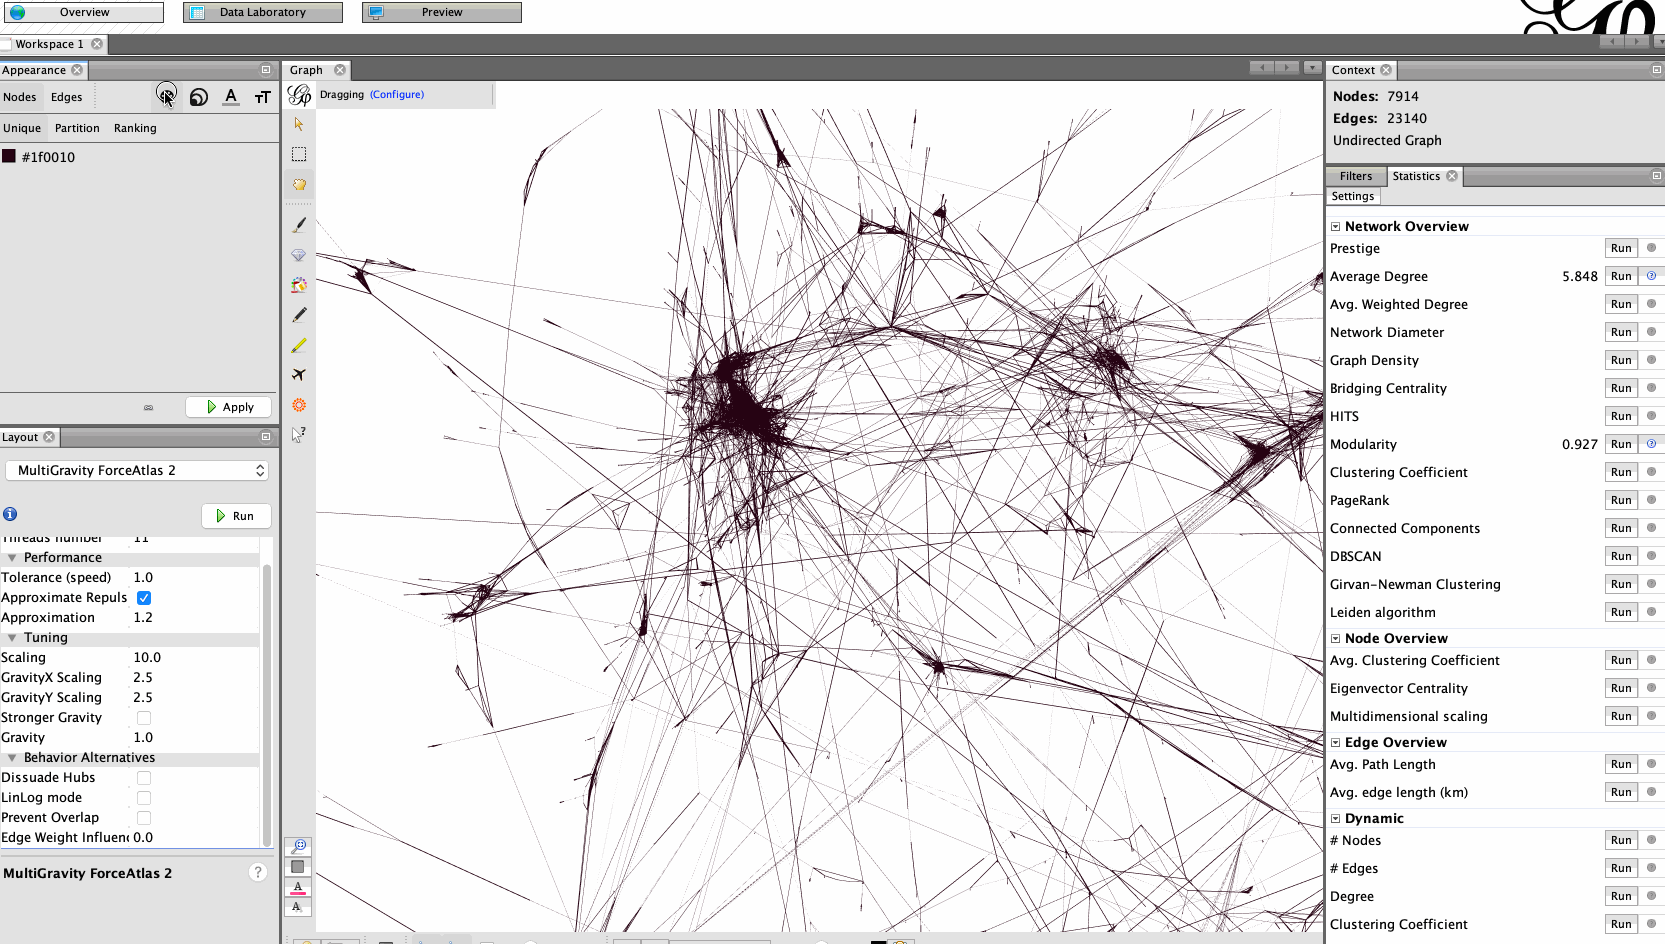 Overview
Data Laboratory
Preview
Workspace 1
Appearance
Nodes Edges
A TT
Unique Partition Ranking
#1f0010
Apply
Layout
MultiGravity ForceAtlas 2
Run
Threads number 11
Performance
Tolerance (speed) 1.0
Approximate Repuls
Approximation 1.2
Tuning
Scaling 10.0
GravityX Scaling 2.5
GravityY Scaling 2.5
Stronger Gravity
Gravity 1.0
Behavior Alternatives
Dissuade Hubs
LinLog mode
Prevent Overlap
Edge Weight Influen 0.0
MultiGravity ForceAtlas 2 ?
Graph
Dragging (Configure)
?
A
A
Context
Nodes: 7914
Edges: 23140
Undirected Graph
Filters Statistics
Settings
Network Overview
Prestige Run
Average Degree 5.848 Run ?
Avg. Weighted Degree Run
Network Diameter Run
Graph Density Run
Bridging Centrality Run
HITS Run
Modularity 0.927 Run ?
Clustering Coefficient Run
PageRank Run
Connected Components Run
DBSCAN Run
Girvan-Newman Clustering Run
Leiden algorithm Run
Node Overview
Avg. Clustering Coefficient Run
Eigenvector Centrality Run
Multidimensional scaling Run
Edge Overview
Avg. Path Length Run
Avg. edge length (km) Run
Dynamic
# Nodes Run
# Edges Run
Degree Run
Clustering Coefficient Run